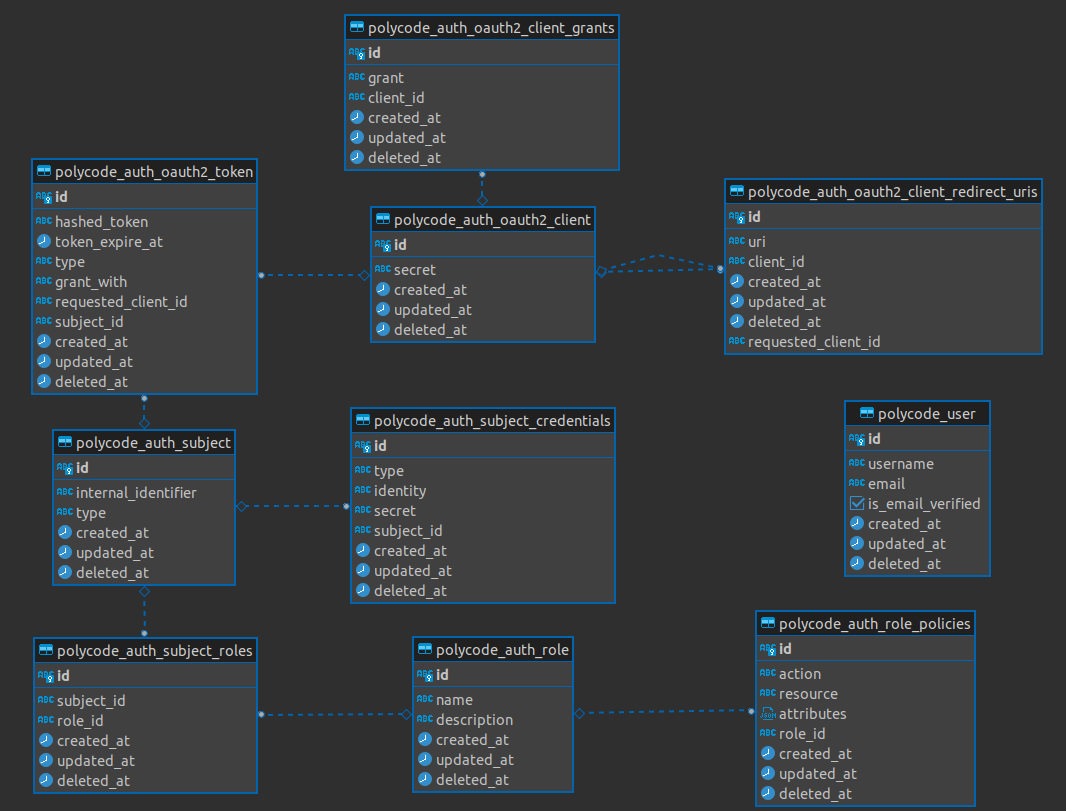 polycode_auth_oauth2_client_grants
id
grant
client_id
created_at
updated_at
deleted_at
polycode_auth_oauth2_token
id
hashed_token
token_expire_at
type
grant_with
requested_client_id
subject_id
created_at
updated_at
deleted_at
polycode_auth_oauth2_client
id
secret
created_at
updated_at
deleted_at
polycode_auth_oauth2_client_redirect_uris
id
uri
client_id
created_at
updated_at
deleted_at
requested_client_id
polycode_auth_subject
id
internal_identifier
type
created_at
updated_at
deleted_at
polycode_auth_subject_credentials
id
type
identity
secret
subject_id
created_at
updated_at
deleted_at
polycode_user
id
username
email
is_email_verified
created_at
updated_at
deleted_at
polycode_auth_subject_roles
id
subject_id
role_id
created_at
updated_at
deleted_at
polycode_auth_role
id
name
description
created_at
updated_at
deleted_at
polycode_auth_role_policies
id
action
resource
attributes
role_id
created_at
updated_at
deleted_at